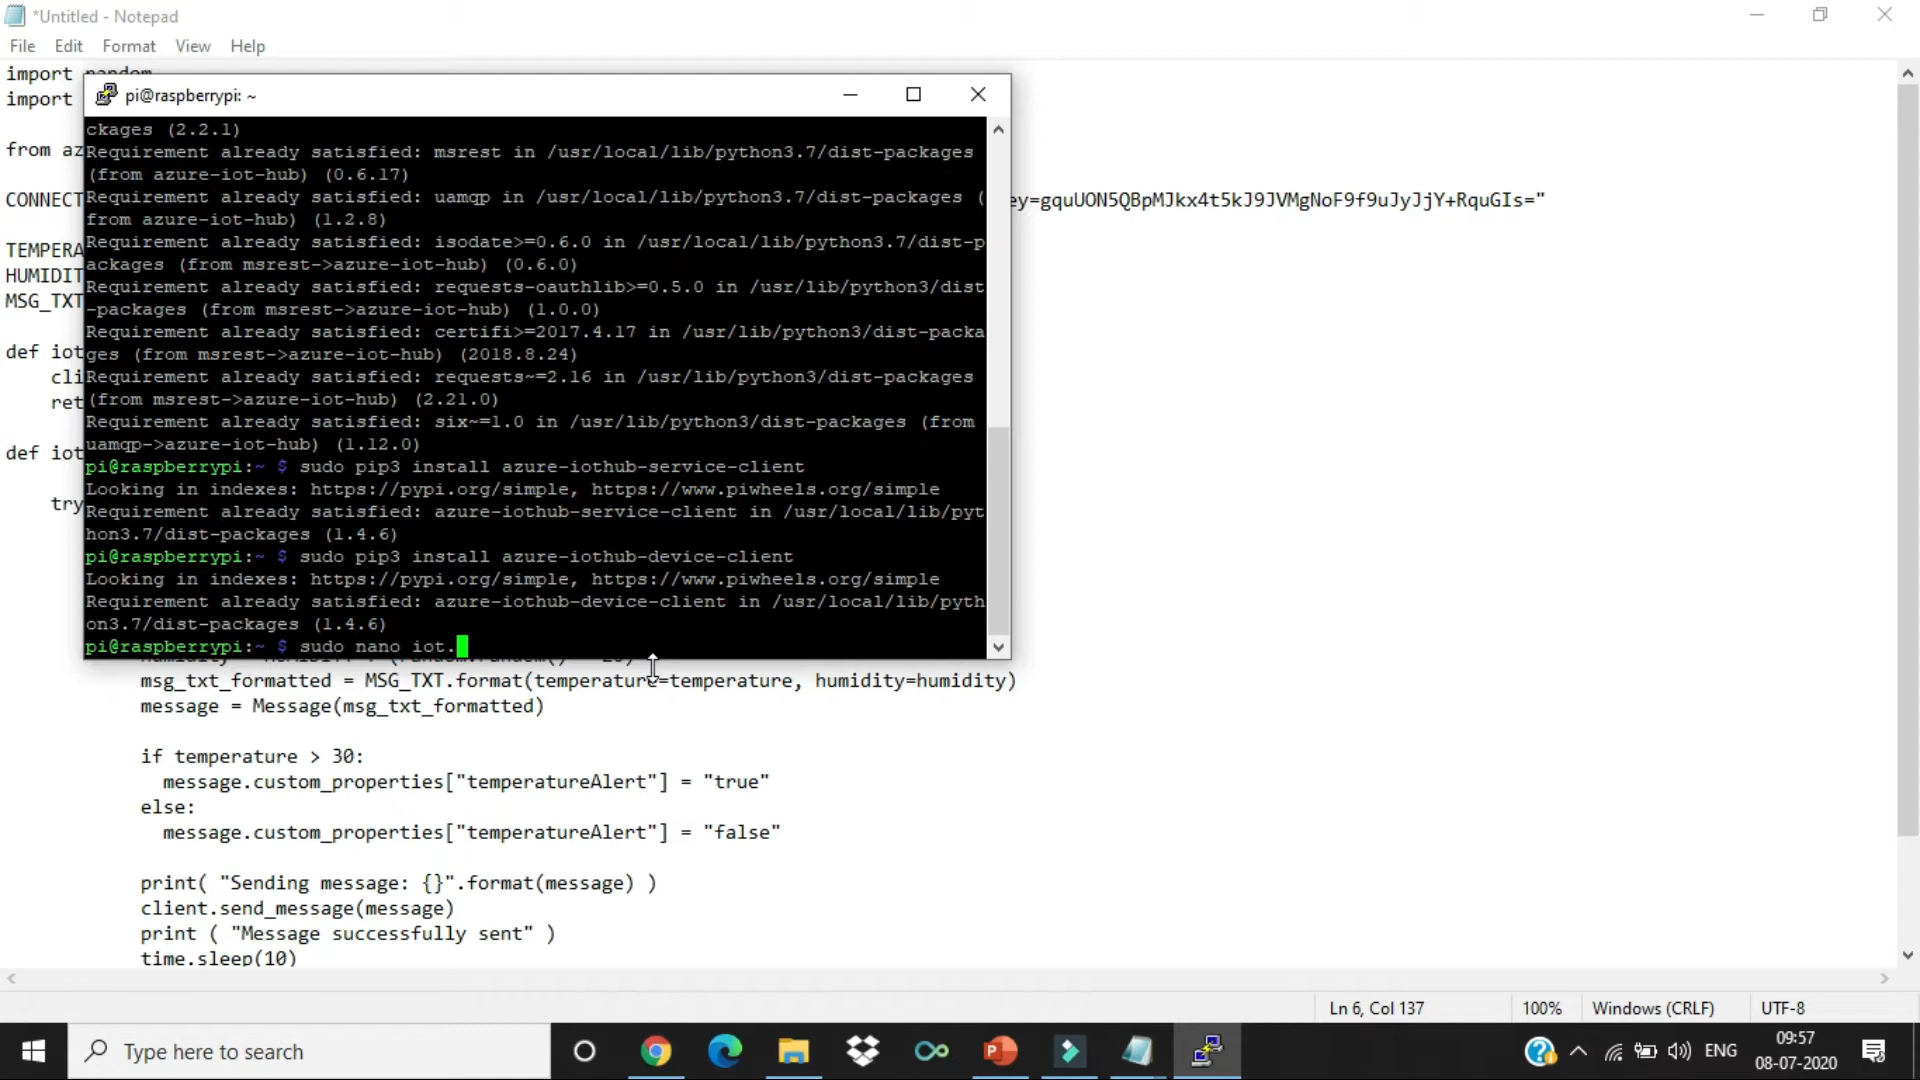 *Untitled - Notepad
File Edit Format View Help
import random
import
pi@raspberrypi: ~
from az
CONNECT
ey=gquUON5QBpMJkx4t5kJ9JVMgNoF9f9uJyJjY+RquGIs="
TEMPERA
HUMIDIT
MSG_TXT
def iot
cli
ret
def iot
try
ckages (2.2.1)
Requirement already satisfied: msrest in /usr/local/lib/python3.7/dist-packages
(from azure-iot-hub) (0.6.17)
Requirement already satisfied: uamqp in /usr/local/lib/python3.7/dist-packages (
from azure-iot-hub) (1.2.8)
Requirement already satisfied: isodate>=0.6.0 in /usr/local/lib/python3.7/dist-p
ackages (from msrest->azure-iot-hub) (0.6.0)
Requirement already satisfied: requests-oauthlib>=0.5.0 in /usr/lib/python3/dist
-packages (from msrest->azure-iot-hub) (1.0.0)
Requirement already satisfied: certifi>=2017.4.17 in /usr/lib/python3/dist-packa
ges (from msrest->azure-iot-hub) (2018.8.24)
Requirement already satisfied: requests~=2.16 in /usr/lib/python3/dist-packages
(from msrest->azure-iot-hub) (2.21.0)
Requirement already satisfied: six~=1.0 in /usr/lib/python3/dist-packages (from
uamqp->azure-iot-hub) (1.12.0)
pi@raspberrypi:~ $ sudo pip3 install azure-iothub-service-client
Looking in indexes: https://pypi.org/simple, https://www.piwheels.org/simple
Requirement already satisfied: azure-iothub-service-client in /usr/local/lib/pyt
hon3.7/dist-packages (1.4.6)
pi@raspberrypi:~ $ sudo pip3 install azure-iothub-device-client
Looking in indexes: https://pypi.org/simple, https://www.piwheels.org/simple
Requirement already satisfied: azure-iothub-device-client in /usr/local/lib/pyth
on3.7/dist-packages (1.4.6)
pi@raspberrypi:~ $ sudo nano iot.
msg_txt_formatted = MSG_TXT.format(temperature=temperature, humidity=humidity)
message = Message(msg_txt_formatted)
if temperature > 30:
message.custom_properties["temperatureAlert"] = "true"
else:
message.custom_properties["temperatureAlert"] = "false"
print( "Sending message: {}".format(message) )
client.send_message(message)
print ( "Message successfully sent" )
time.sleep(10)
Ln 6, Col 137 100% Windows (CRLF) UTF-8
Type here to search
ENG
09:57
08-07-2020